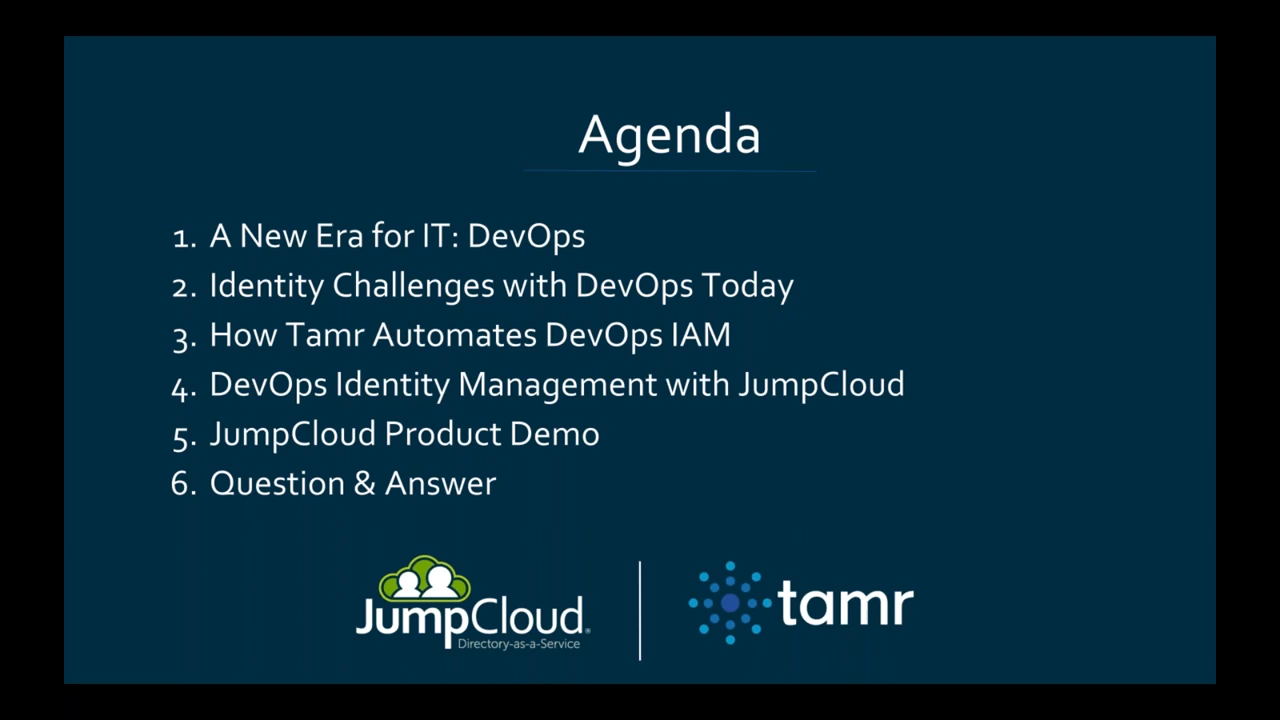 Agenda
1. A New Era for IT: DevOps
2. Identity Challenges with DevOps Today
3. How Tamr Automates DevOps IAM
4. DevOps Identity Management with JumpCloud
5. JumpCloud Product Demo
6. Question & Answer
JumpCloud®
Directory-as-a-Service
tamr